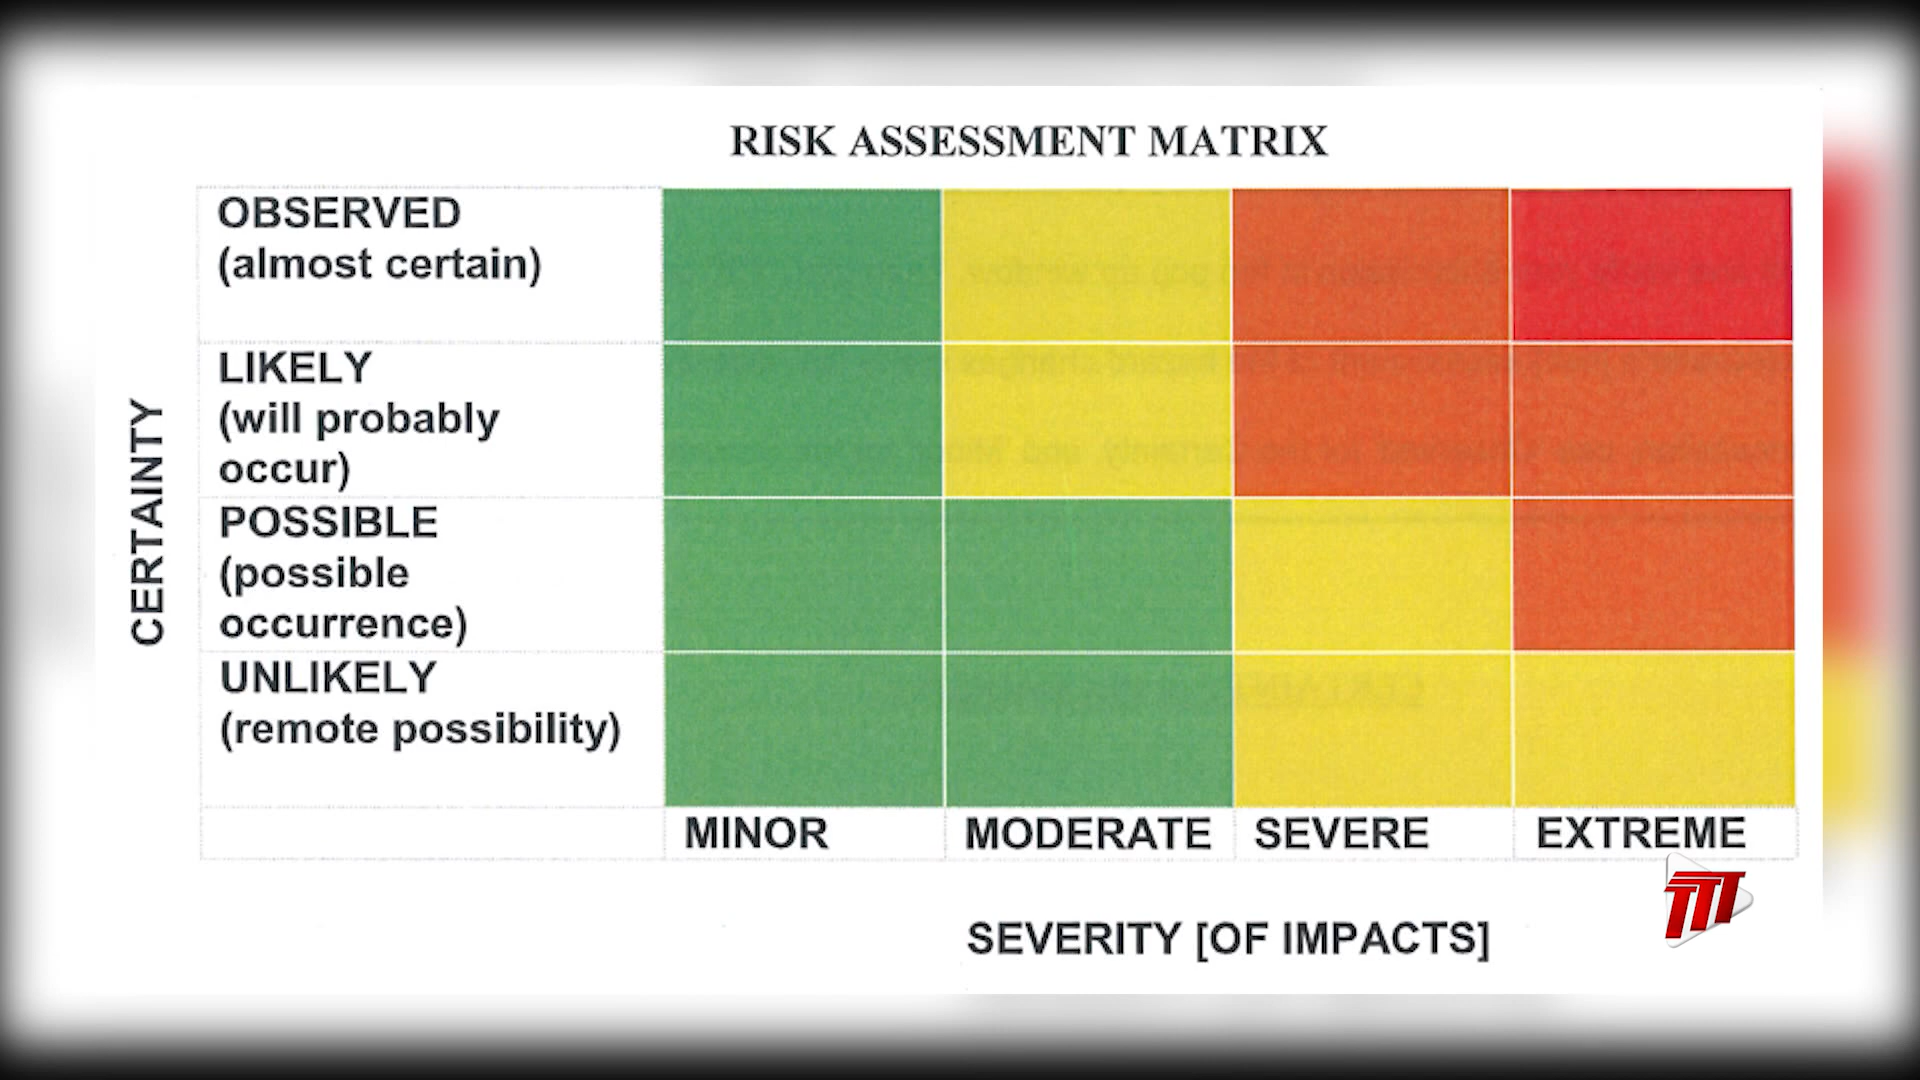 RISK ASSESSMENT MATRIX
OBSERVED
(almost certain)
LIKELY
(will probably
occur)
POSSIBLE
(possible
occurrence)
UNLIKELY
(remote possibility)
CERTAINTY
MINOR MODERATE SEVERE EXTREME
SEVERITY [OF IMPACTS]
TTT